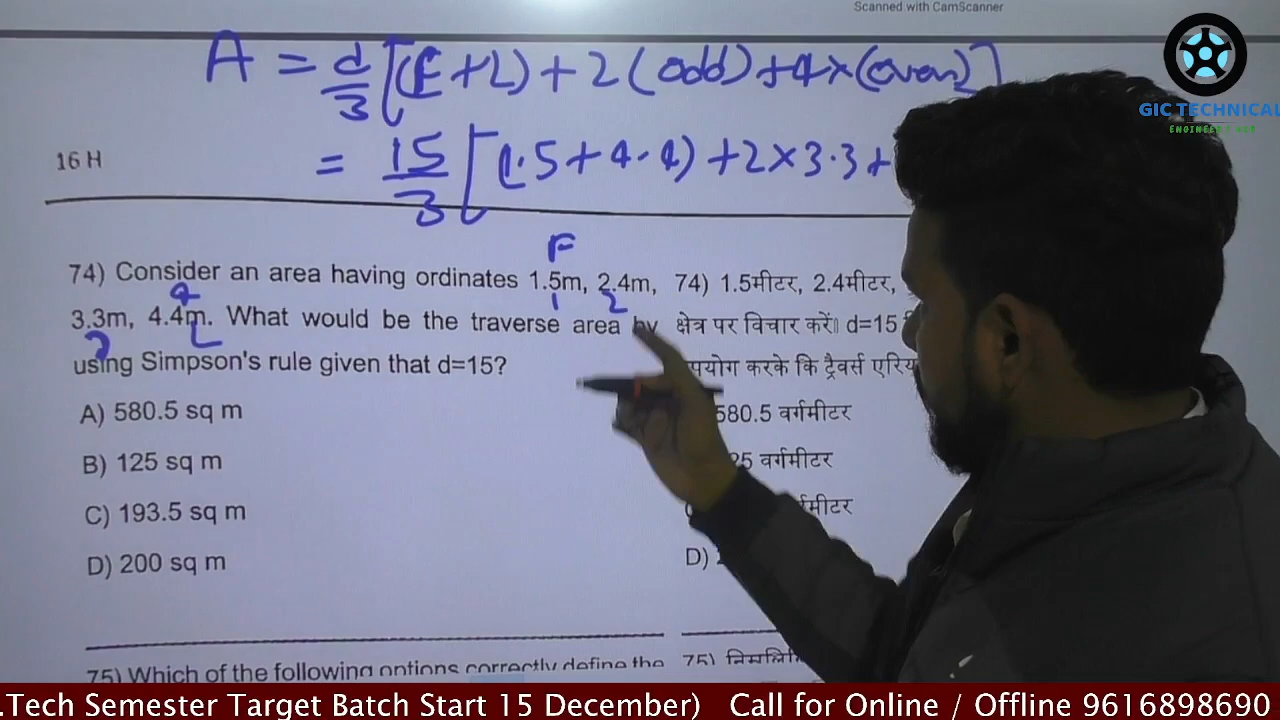 Scanned with CamScanner
A = d/3 [(F+L) + 2(odd) + 4×(even)]
GIC TECHNICAL
16 H
= 15/3 [(1.5 + 4.4) + 2×3.3 +
F
74) Consider an area having ordinates 1.5m, 2.4m,
4 1 2
3.3m, 4.4m. What would be the traverse area by
3 L
using Simpson's rule given that d=15?
A) 580.5 sq m
B) 125 sq m
C) 193.5 sq m
D) 200 sq m
75) Which of the following options correctly define the
74) 1.5मीटर, 2.4मीटर,
क्षेत्र पर विचार करें। d=15
करके कि ट्रैवर्स
580.5 वर्गमीटर
वर्गमीटर
D)
75)
.Tech Semester Target Batch Start 15 December) Call for Online / Offline 9616898690